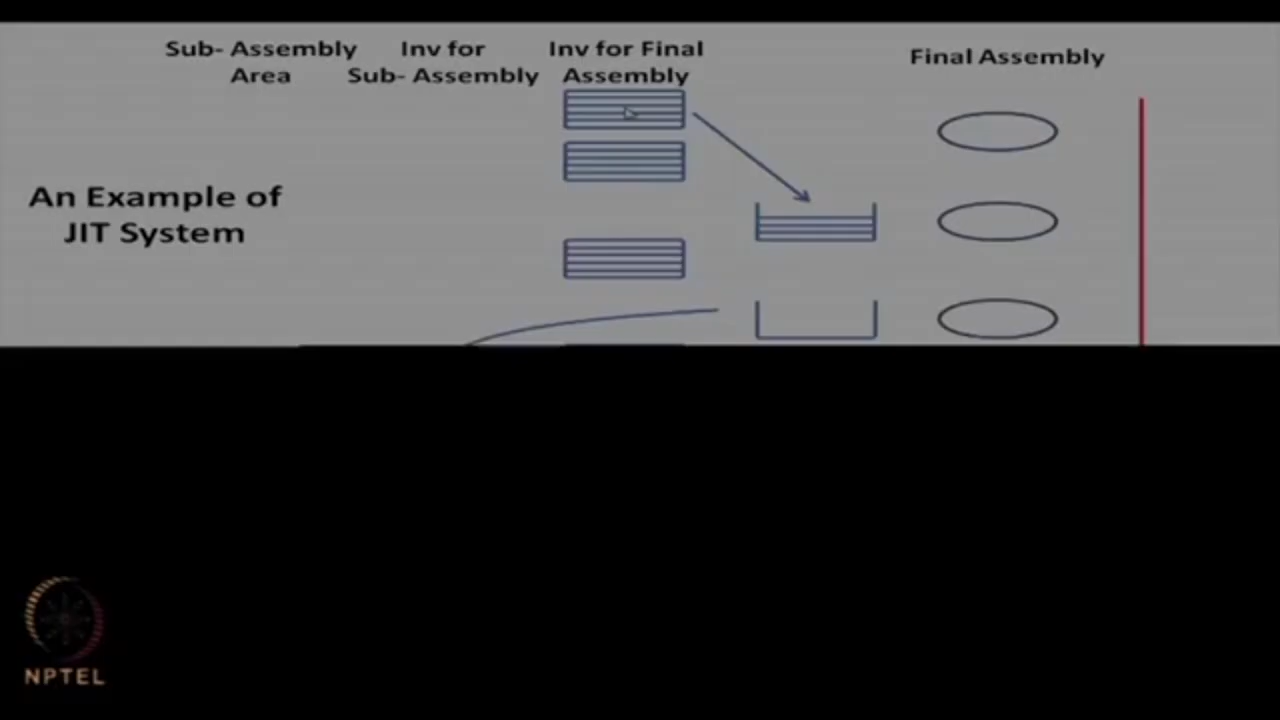 Sub- Assembly Area
Inv for Sub- Assembly
Inv for Final Assembly
Final Assembly
An Example of
JIT System
NPTEL